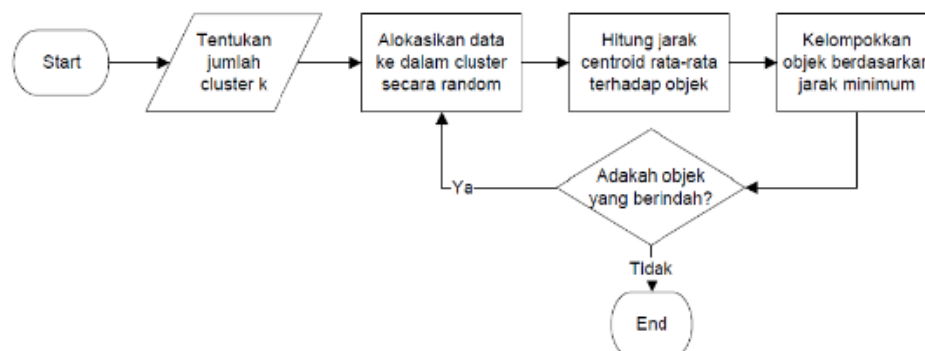 Start
Tentukan
jumlah
cluster k
Alokasikan data
ke dalam cluster
secara random
Hitung jarak
centroid rata-rata
terhadap objek
Kelompokkan
objek berdasarkan
jarak minimum
Adakah objek
yang berindah?
Ya
Tidak
End